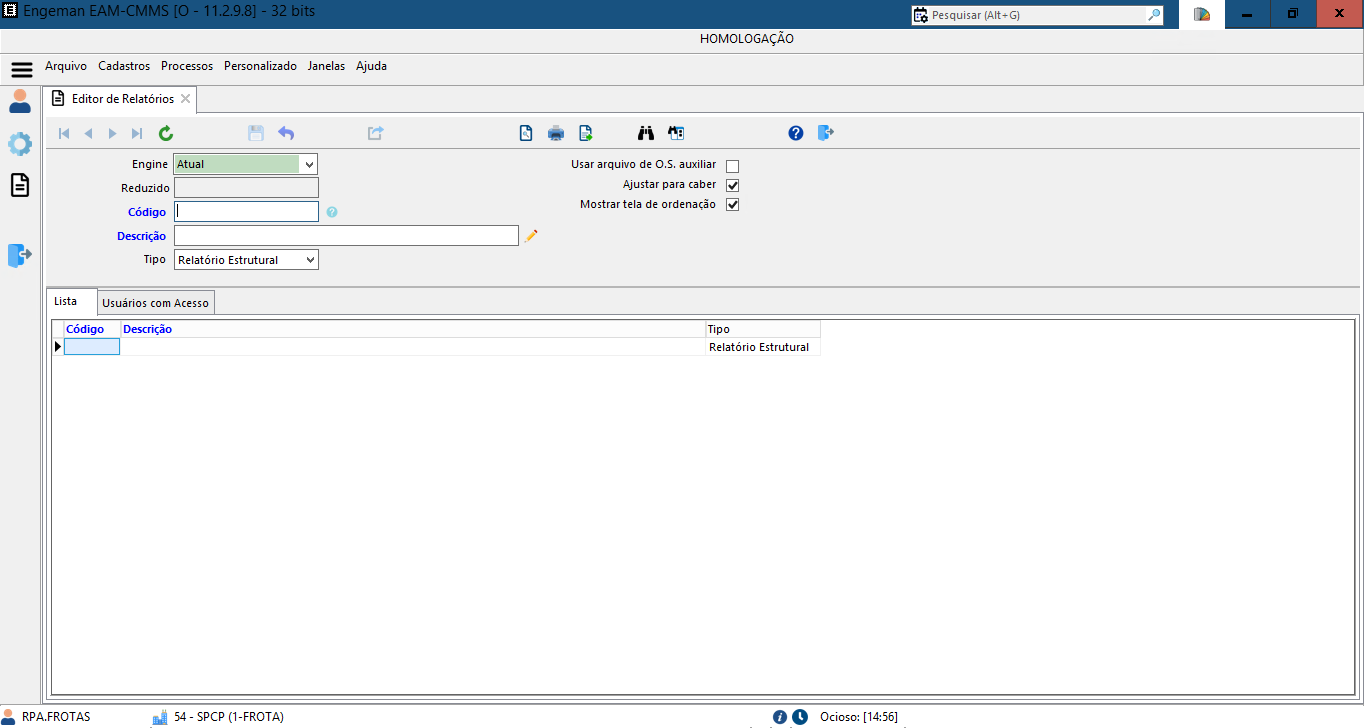 Engeman EAM-CMMS [O - 11.2.9.8] - 32 bits
Pesquisar (Alt+G)
HOMOLOGAÇÃO
Arquivo Cadastros Processos Personalizado Janelas Ajuda
Editor de Relatórios
Engine Atual
Usar arquivo de O.S. auxiliar
Reduzido
Ajustar para caber
Código
Mostrar tela de ordenação
Descrição
Tipo Relatório Estrutural
Lista Usuários com Acesso
Código Descrição Tipo
Relatório Estrutural
RPA.FROTAS 54 - SPCP (1-FROTA) Ocioso: [14:56]